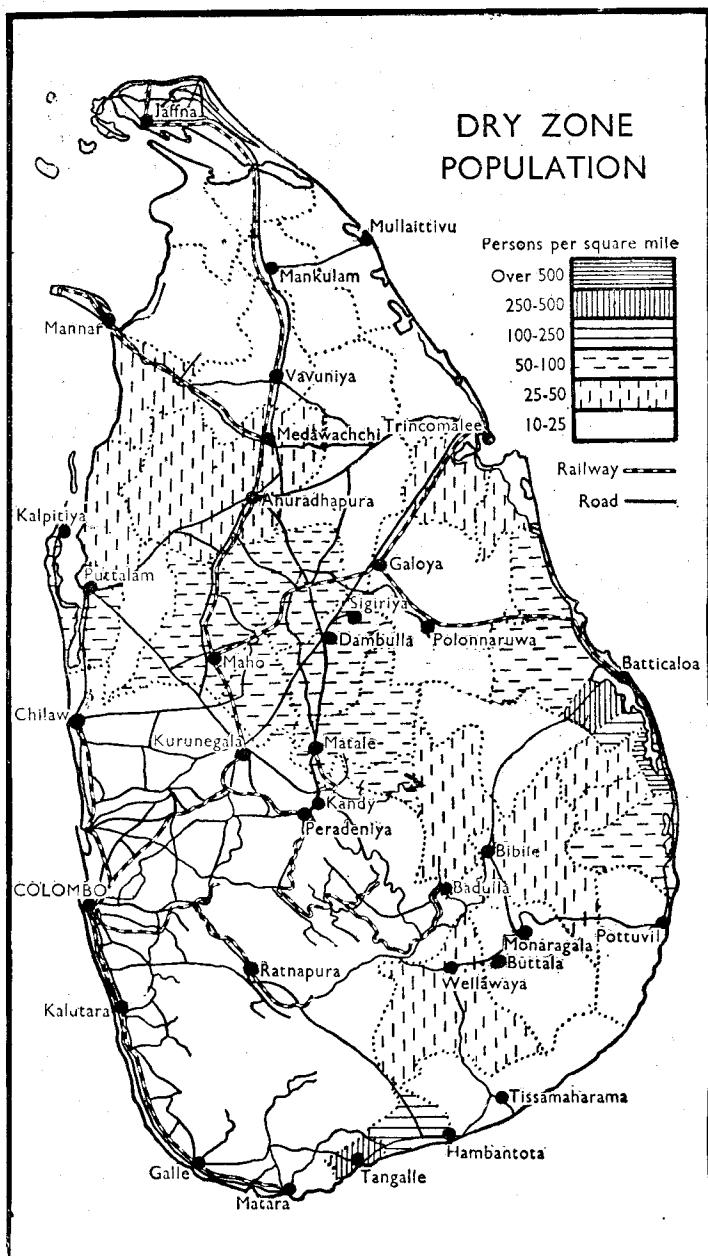 DRY ZONE
POPULATION
Persons per square mile
Over 500
250-500
100-250
50-100
25-50
10-25
Railway
Road
Jaffna
Mullaittivu
Mankulam
Mannar
Vavuniya
Medawachchi
Trincomalee
Anuradhapura
Kalpitiya
Galoya
Puttalam
Sigiriya
Dambulla
Polonnaruwa
Maho
Batticaloa
Chilaw
Kurunegala
Matale
Kandy
Peradeniya
Bibile
COLOMBO
Badulla
Monaragala
Pottuvil
Buttala
Ratnapura
Wellawaya
Kalutara
Tissamaharama
Hambantota
Galle
Tangalle
Matara